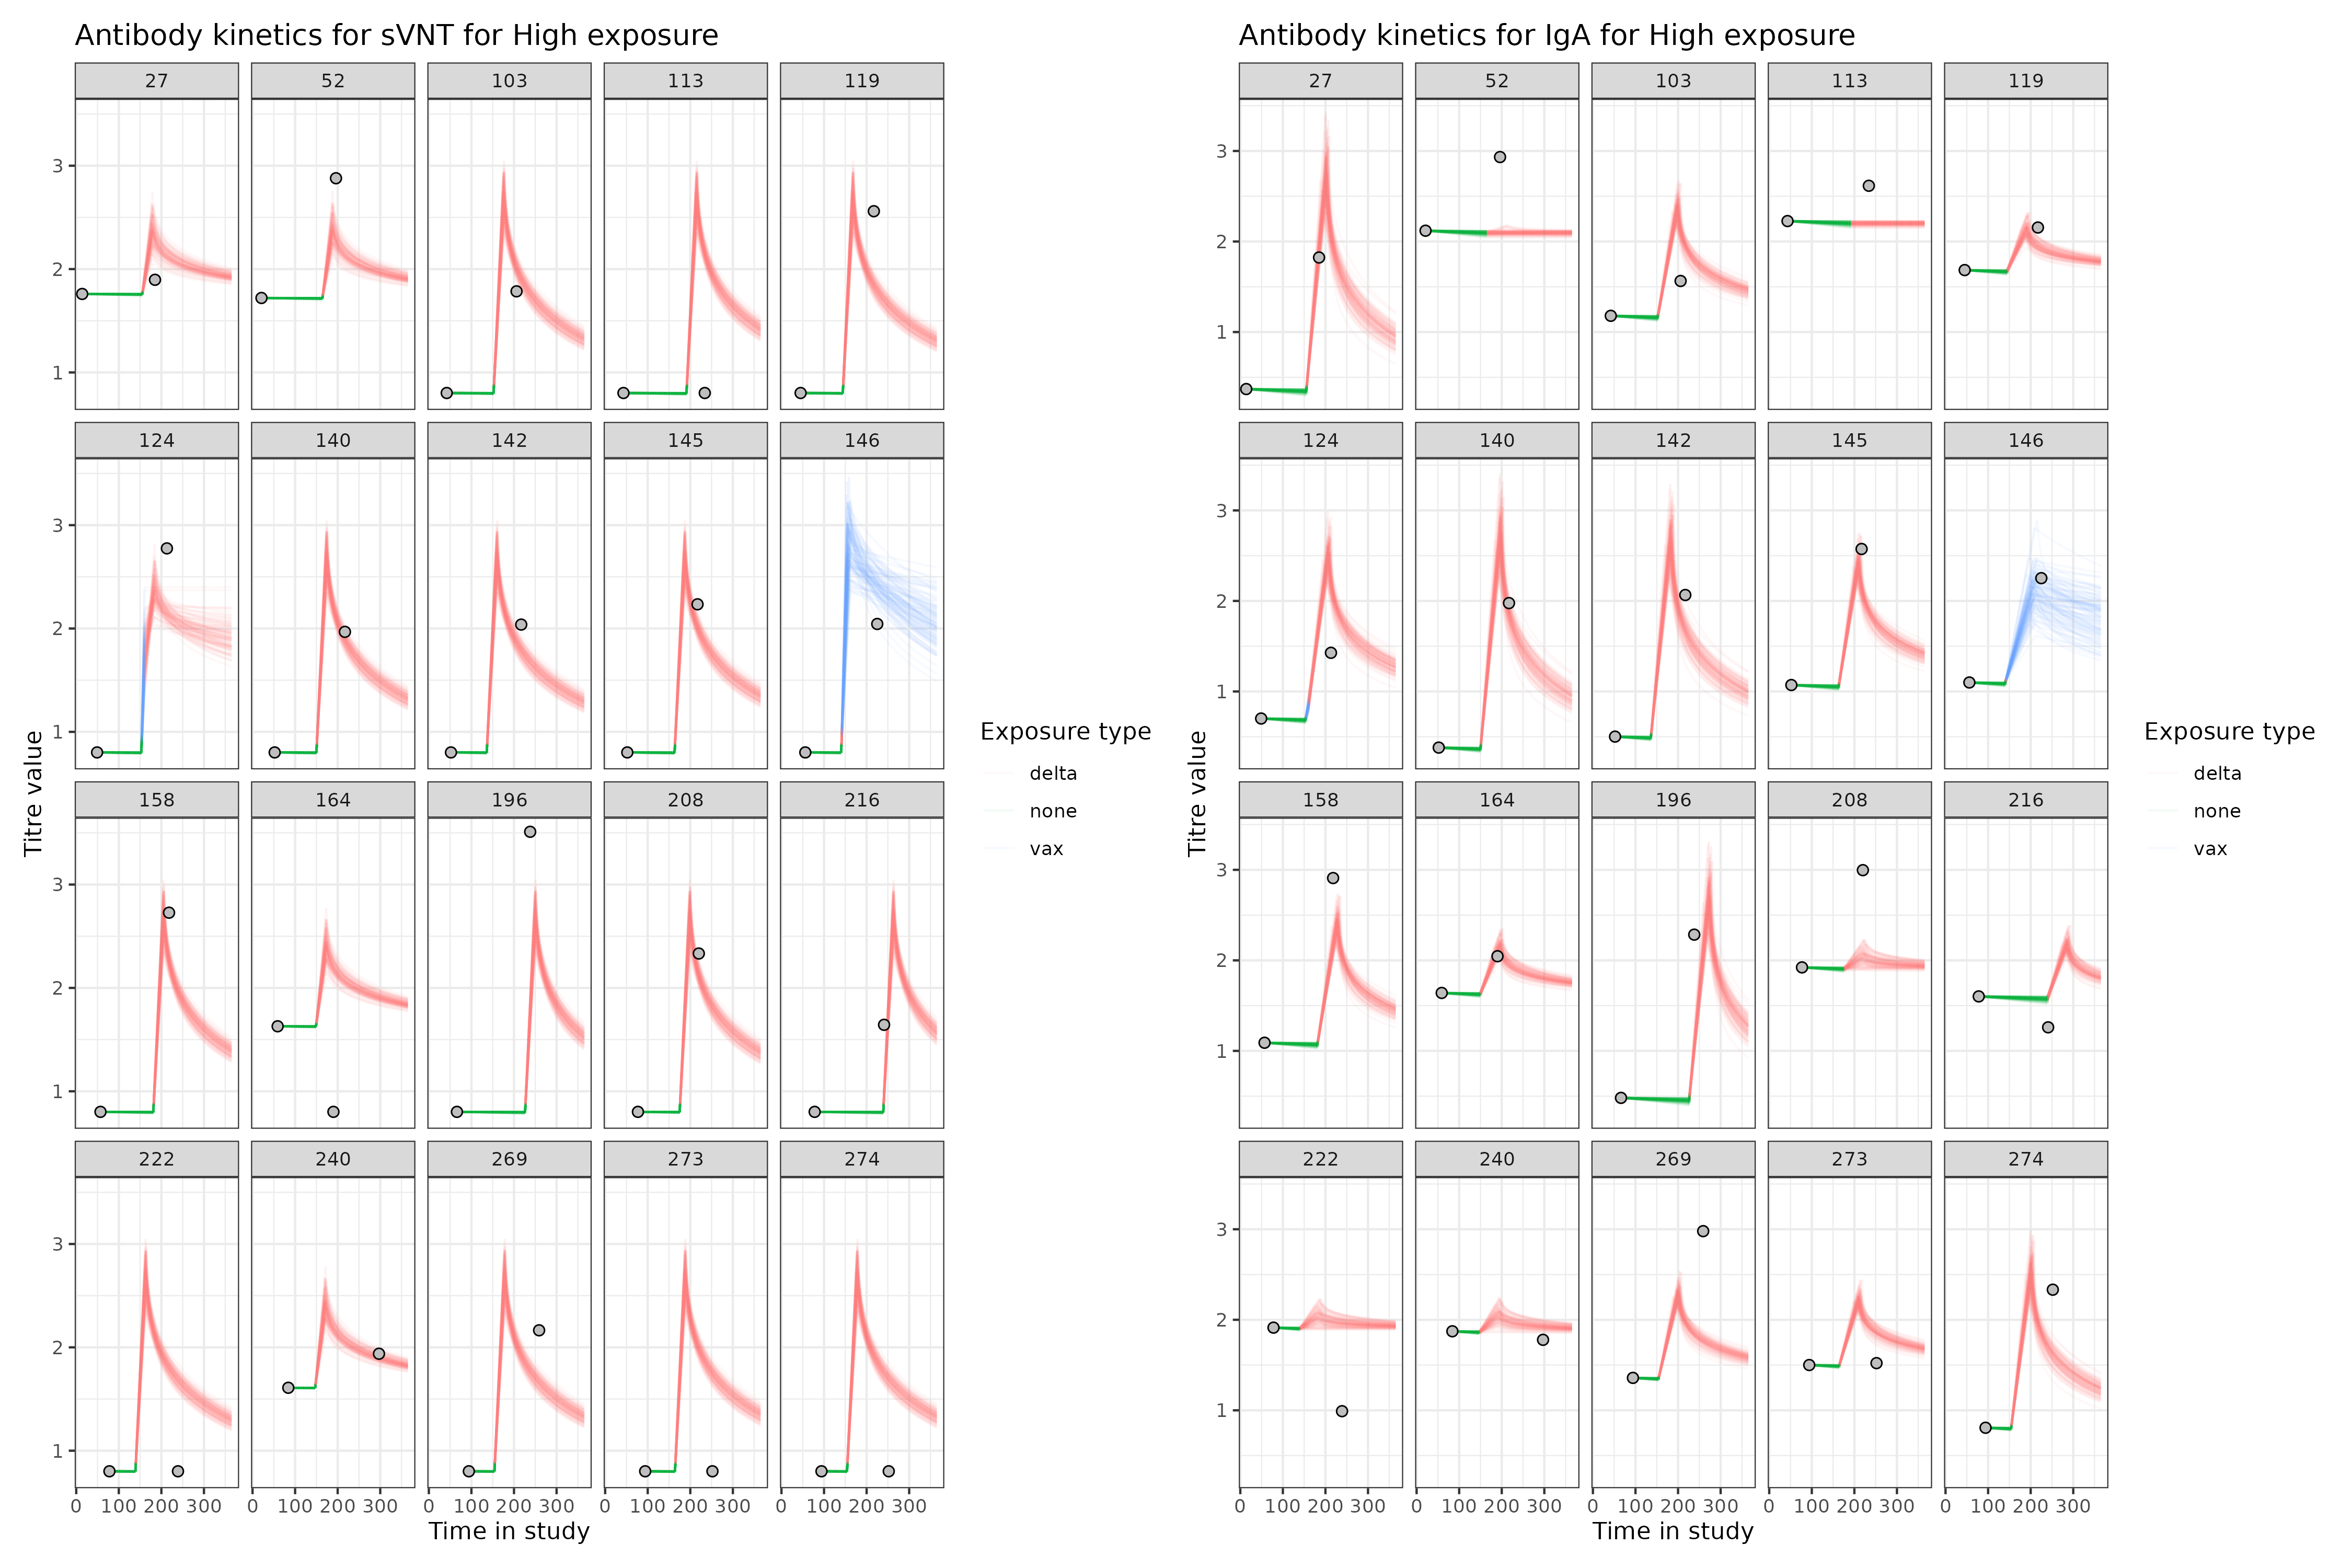 Antibody kinetics for sVNT for High exposure
27 52 103 113 119
3
2
1
124 140 142 145 146
3
2
1
158 164 196 208 216
3
2
1
222 240 269 273 274
3
2
1
0 100 200 300 0 100 200 300 0 100 200 300 0 100 200 300 0 100 200 300
Time in study
Titre value
Exposure type
delta
none
vax
Antibody kinetics for IgA for High exposure
27 52 103 113 119
3
2
1
124 140 142 145 146
3
2
1
158 164 196 208 216
3
2
1
222 240 269 273 274
3
2
1
0 100 200 300 0 100 200 300 0 100 200 300 0 100 200 300 0 100 200 300
Time in study
Titre value
Exposure type
delta
none
vax